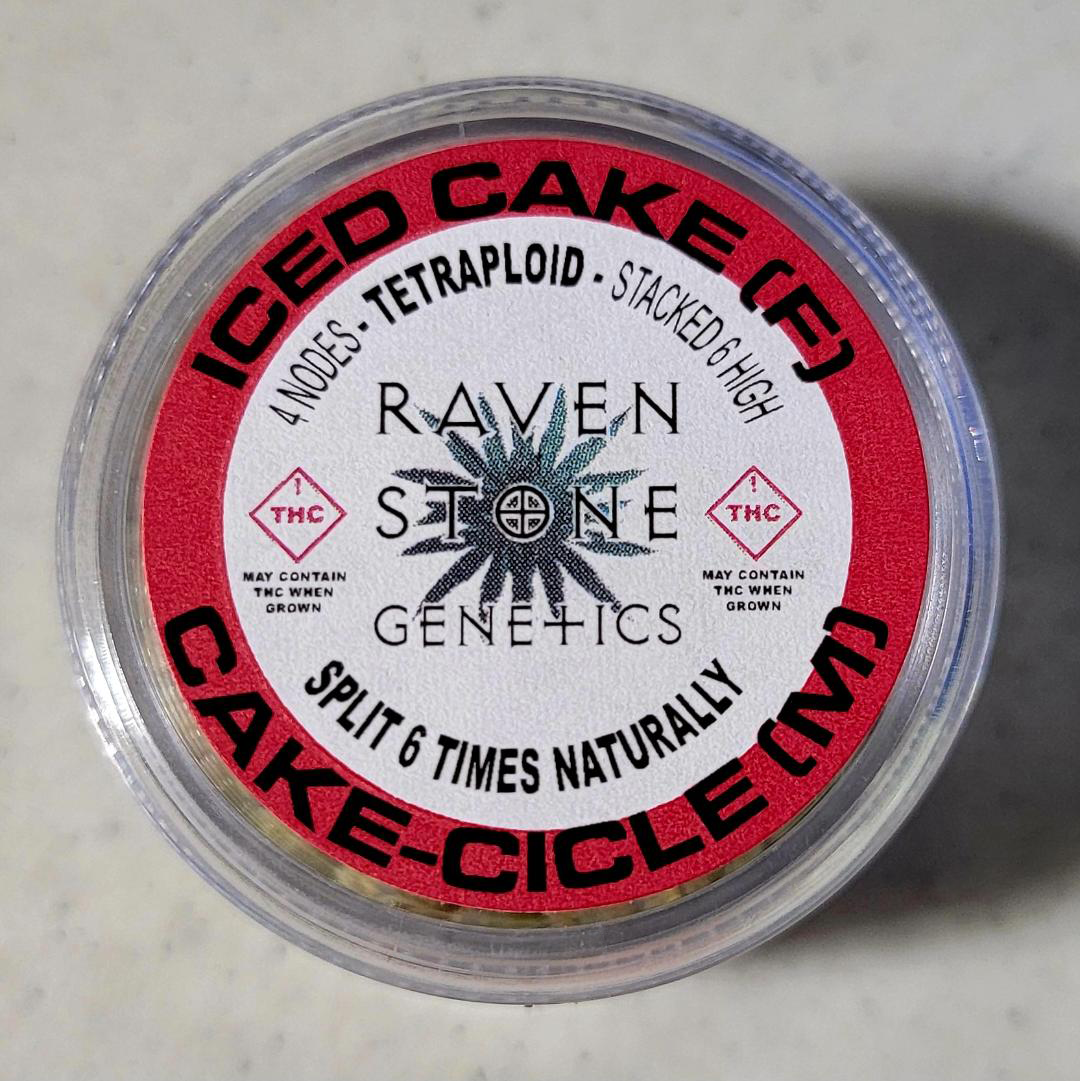 ICED CAKE (F)
4 NODES - TETRAPLOID - STACKED 6 HIGH
RAVEN
STONE
GENETICS
!
THC
MAY CONTAIN
THC WHEN
GROWN
!
THC
MAY CONTAIN
THC WHEN
GROWN
SPLIT 6 TIMES NATURALLY
CAKE-CICLE (M)